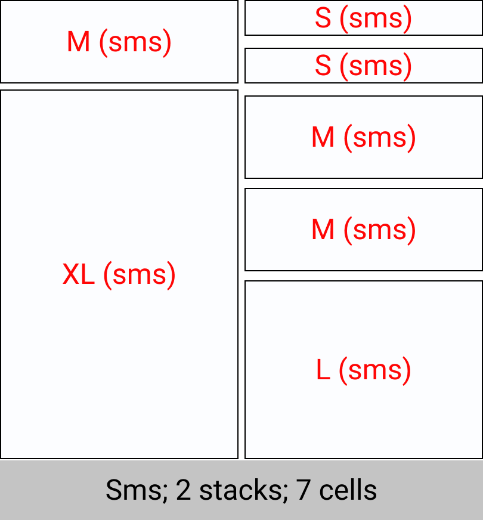 M (sms)
XL (sms)
S (sms)
S (sms)
M (sms)
M (sms)
L (sms)
Sms; 2 stacks; 7 cells